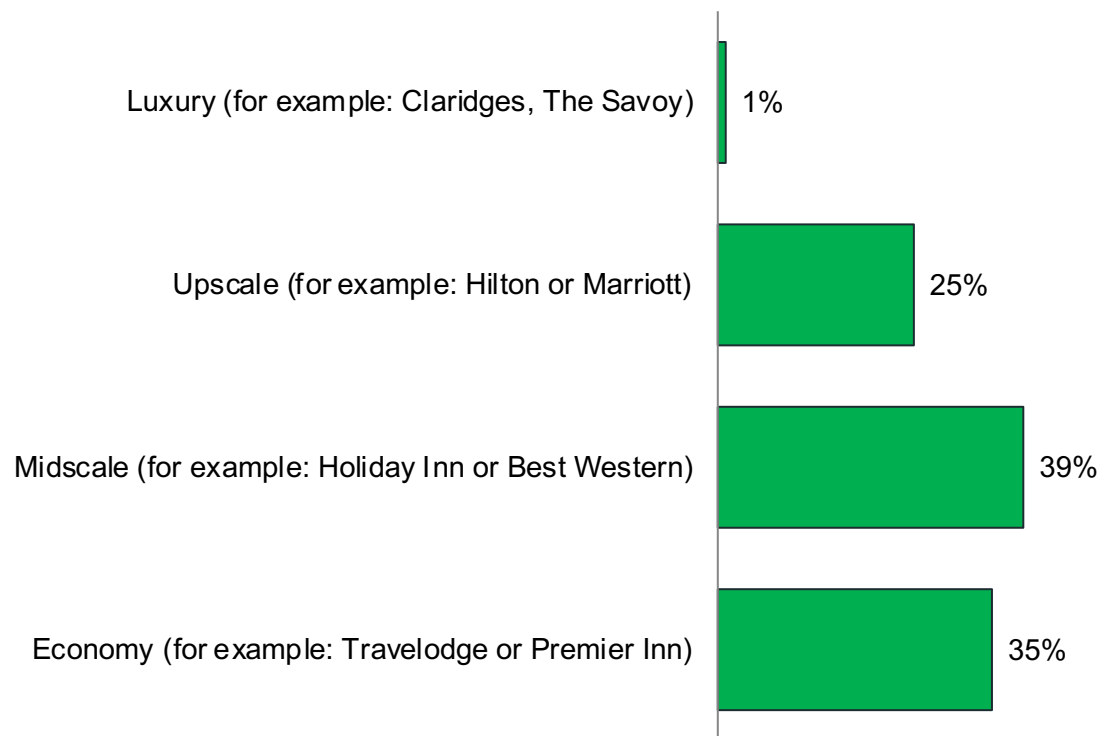 Luxury (for example: Claridges, The Savoy) 1%
Upscale (for example: Hilton or Marriott) 25%
Midscale (for example: Holiday Inn or Best Western) 39%
Economy (for example: Travelodge or Premier Inn) 35%